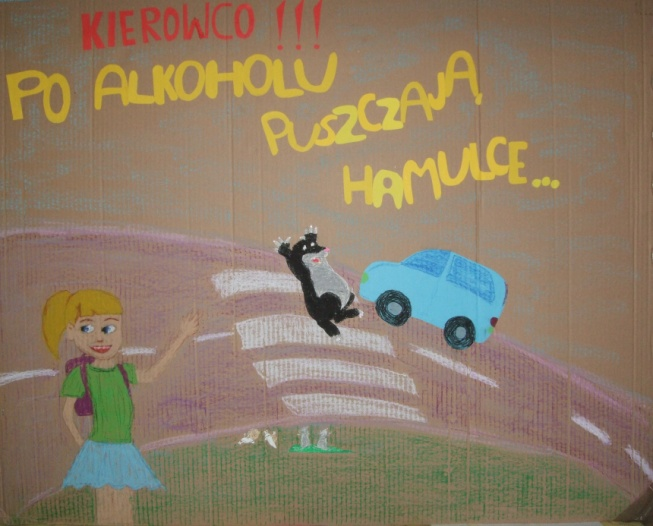 KIEROWCO !!!
PO ALKOHOLU
PUSZCZAJĄ
HAMULCE...